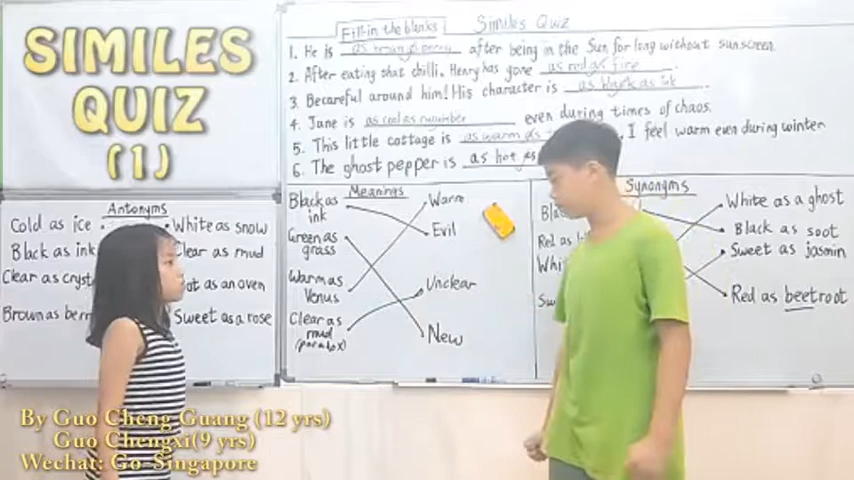 SIMILES
QUIZ
(1)
Fill in the blanks
Similes Quiz
1. He is as brown as berry after being in the Sun for long without sunscreen.
2. After eating that chilli, Henry has gone as red as fire.
3. Becareful around him! His character is as black as ink.
4. Jane is as cool as cucumber even during times of chaos.
5. This little cottage is as warm as I feel warm even during winter
6. The ghost pepper is as hot as
Antonyms
Cold as ice
White as snow
Black as ink
Clear as mud
Clear as
an oven
Brown as
Sweet as a rose
Meanings
Black as
ink
Warm
Evil
Green as
grass
Warm as
Venus
Unclear
Clear as
mud
New
Synonyms
White as a ghost
Black as soot
Red as
Sweet as jasmin
Red as beetroot
By Guo Cheng Guang (12 yrs)
Guo Chengxi(9 yrs)
Wechat: Go-Singapore